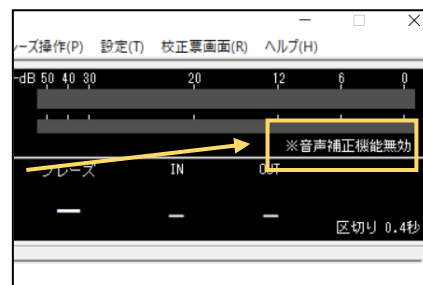 ーズ操作(P) 設定(T) 校正票画面(R) ヘルプ(H)
-dB 50 40 30 20 12 6 0
※音声補正機能無効
フレーズ IN OUT
区切り 0.4秒